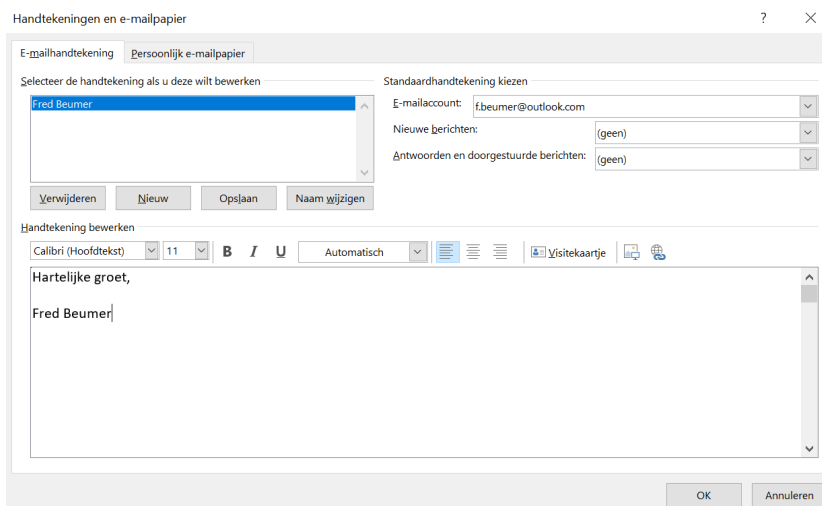 Handtekeningen en e-mailpapier ?
E-mailhandtekening Persoonlijk e-mailpapier
Selecteer de handtekening als u deze wilt bewerken
Fred Beumer
Verwijderen Nieuw Opslaan Naam wijzigen
Standaardhandtekening kiezen
E-mailaccount: f.beumer@outlook.com
Nieuwe berichten: (geen)
Antwoorden en doorgestuurde berichten: (geen)
Handtekening bewerken
Calibri (Hoofdtekst) 11 B I U Automatisch Visitekaartje
Hartelijke groet,
Fred Beumer
OK Annuleren